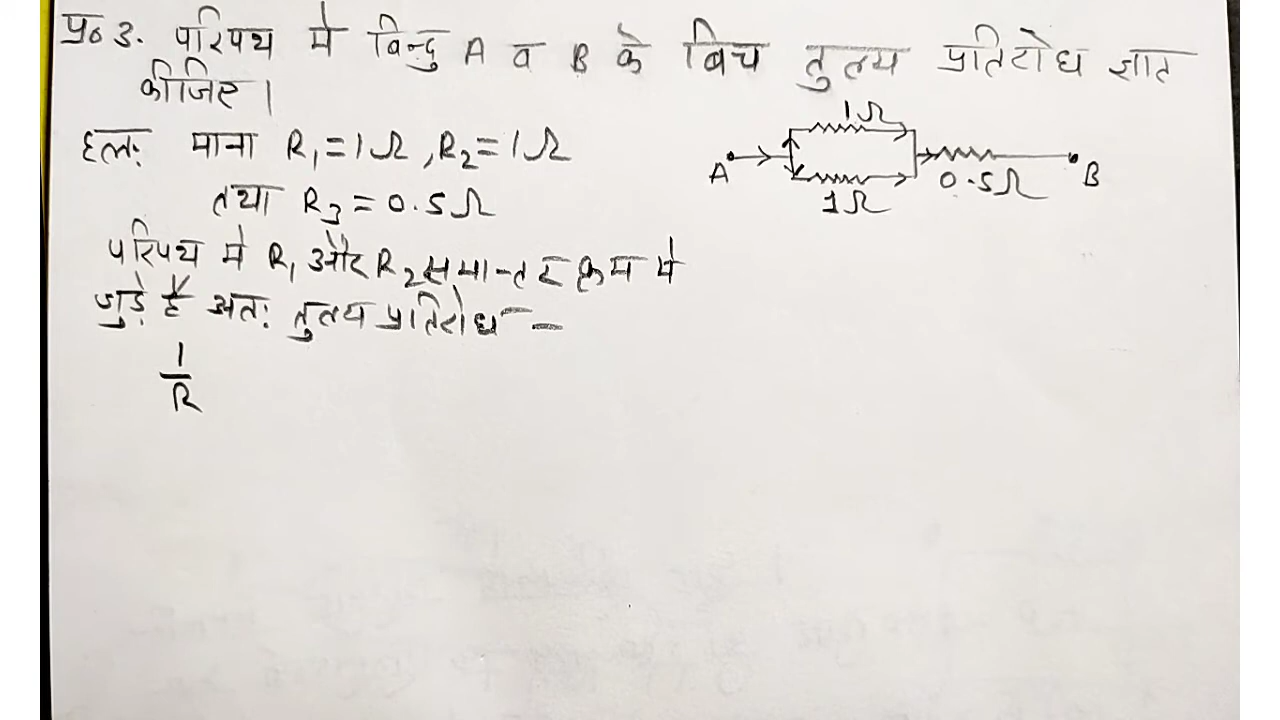 प्र० 3. परिपथ मे विन्दु A व B के बिच तुल्य प्रतिरोध ज्ञात
कीजिए।
हलः माना R₁=1Ω, R₂=1Ω
तथा R₃=0.5Ω
1Ω
A
1Ω
0.5Ω
B
परिपथ मे R₁ और R₂ समान्तर क्रम मे
जुड़े है अतः तुल्य प्रतिरोध –
1
R